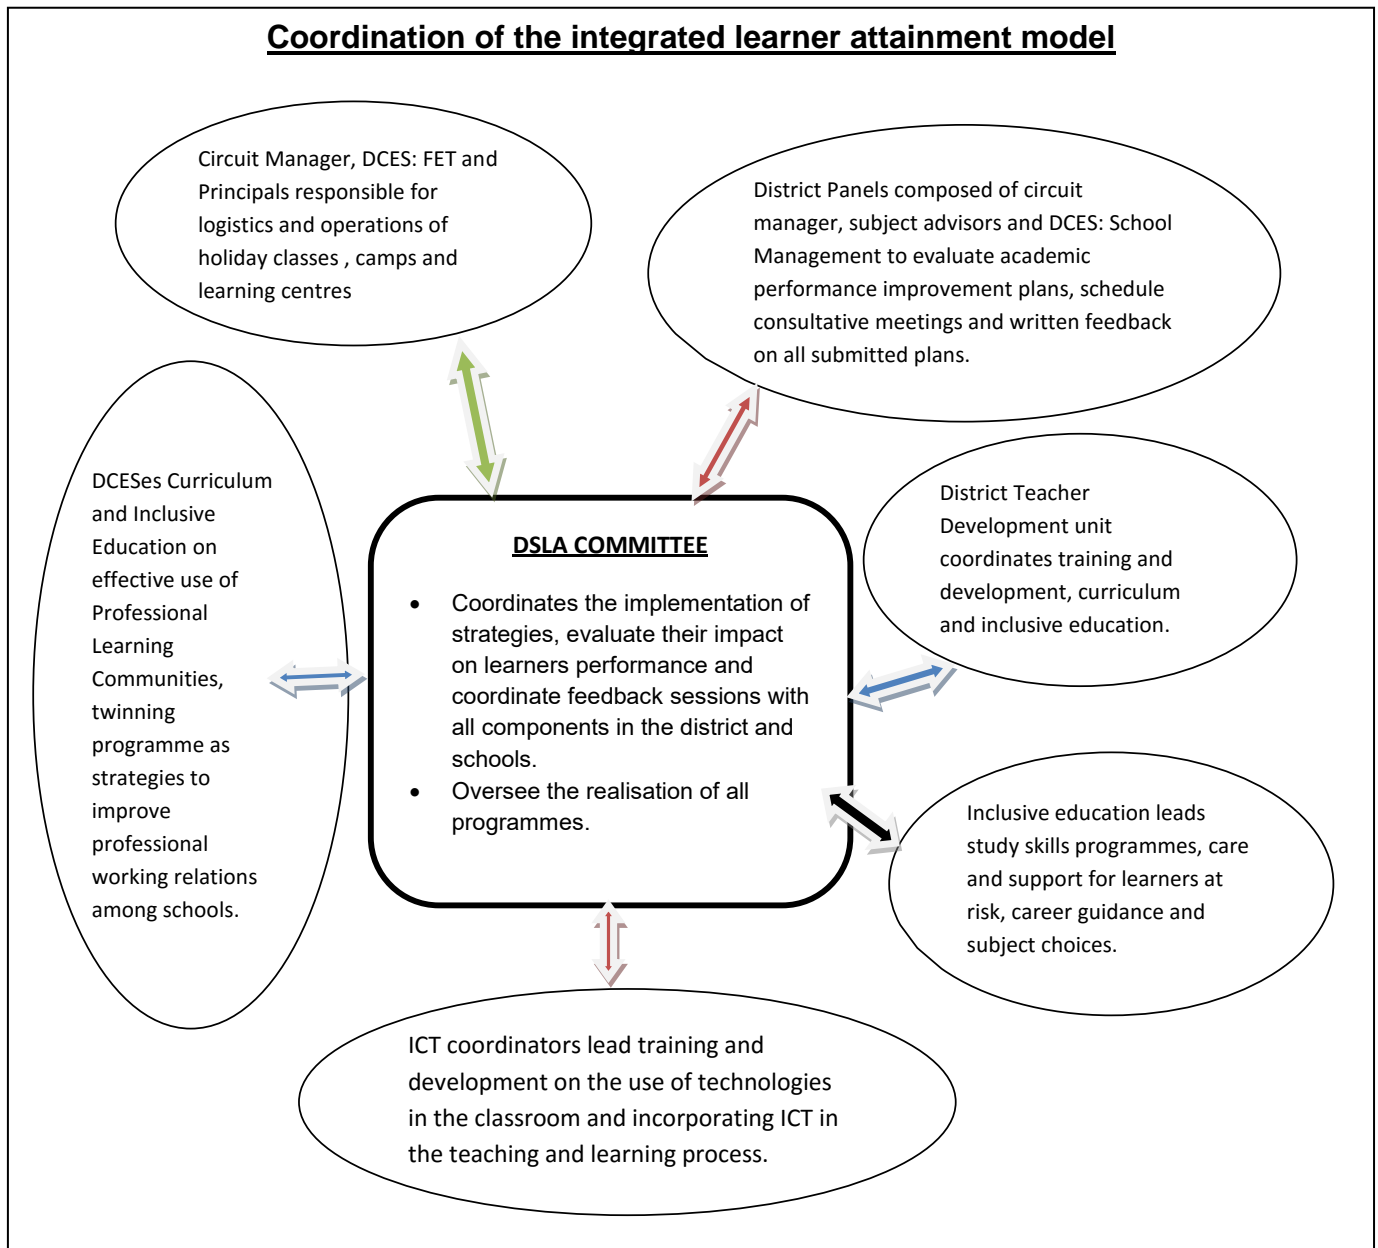 Coordination of the integrated learner attainment model
Circuit Manager, DCES: FET and
Principals responsible for
logistics and operations of
holiday classes , camps and
learning centres
District Panels composed of circuit
manager, subject advisors and DCES: School
Management to evaluate academic
performance improvement plans, schedule
consultative meetings and written feedback
on all submitted plans.
DCESes Curriculum
and Inclusive
Education on
effective use of
Professional
Learning
Communities,
twinning
programme as
strategies to
improve
professional
working relations
among schools.
DSLA COMMITTEE
• Coordinates the implementation of
strategies, evaluate their impact
on learners performance and
coordinate feedback sessions with
all components in the district and
schools.
• Oversee the realisation of all
programmes.
District Teacher
Development unit
coordinates training and
development, curriculum
and inclusive education.
Inclusive education leads
study skills programmes, care
and support for learners at
risk, career guidance and
subject choices.
ICT coordinators lead training and
development on the use of technologies
in the classroom and incorporating ICT in
the teaching and learning process.